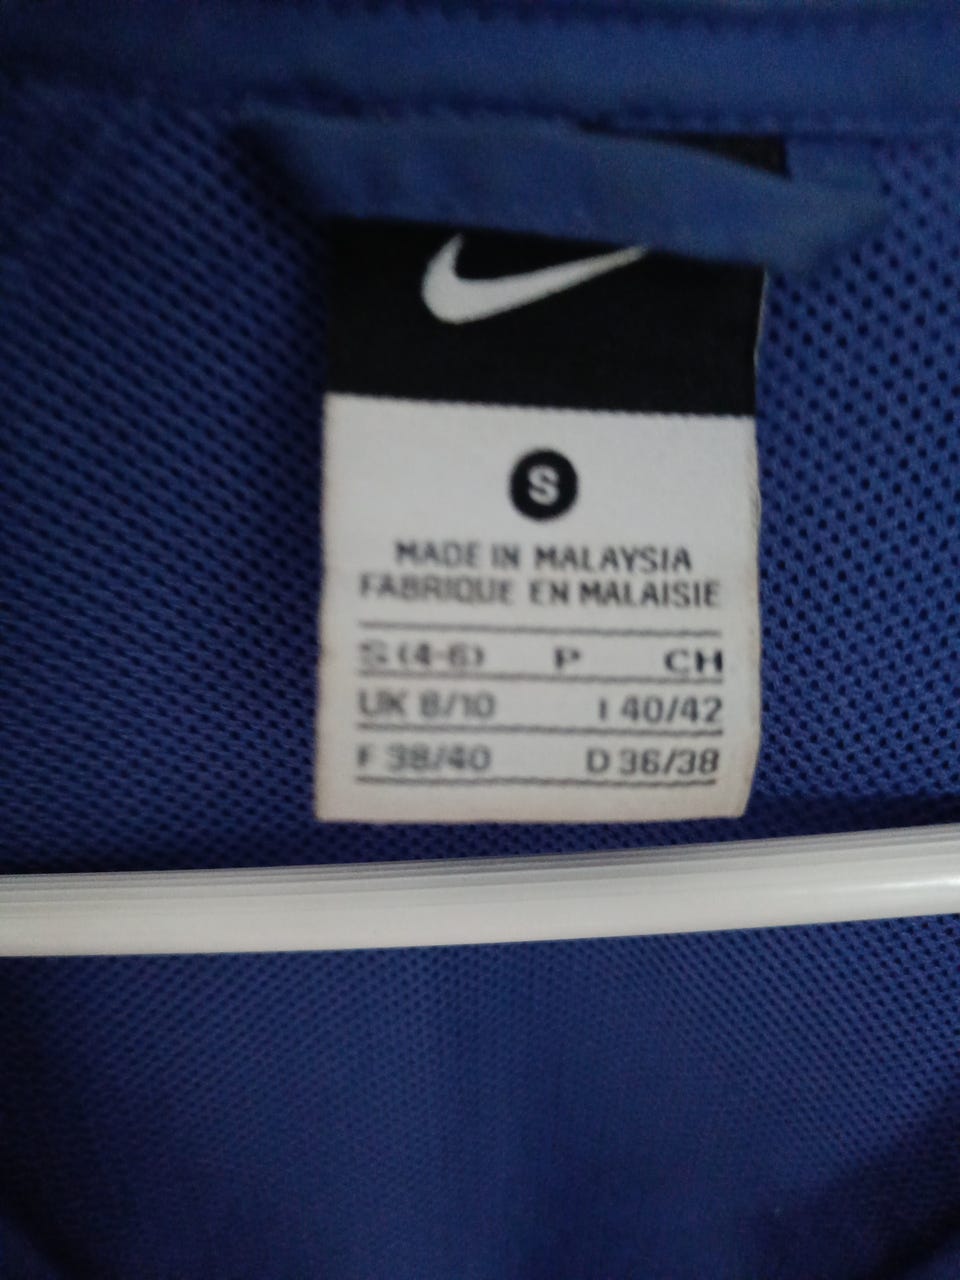 S
MADE IN MALAYSIA
FABRIQUE EN MALAISIE
S (4-6) P CH
UK 8/10 I 40/42
F 38/40 D 36/38